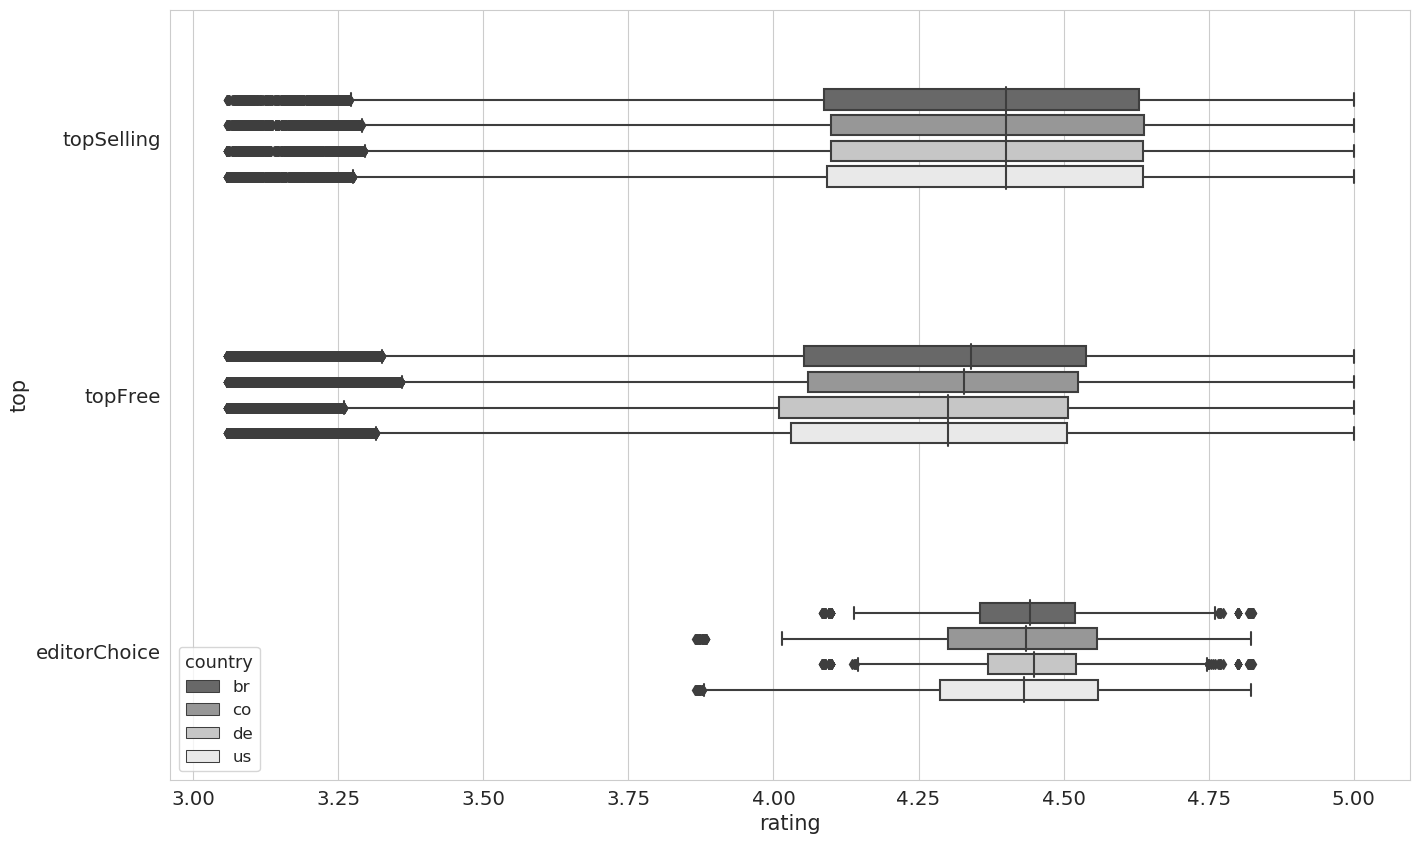 topSelling
topFree
editorChoice
top
country
br
co
de
us
3.00 3.25 3.50 3.75 4.00 4.25 4.50 4.75 5.00
rating